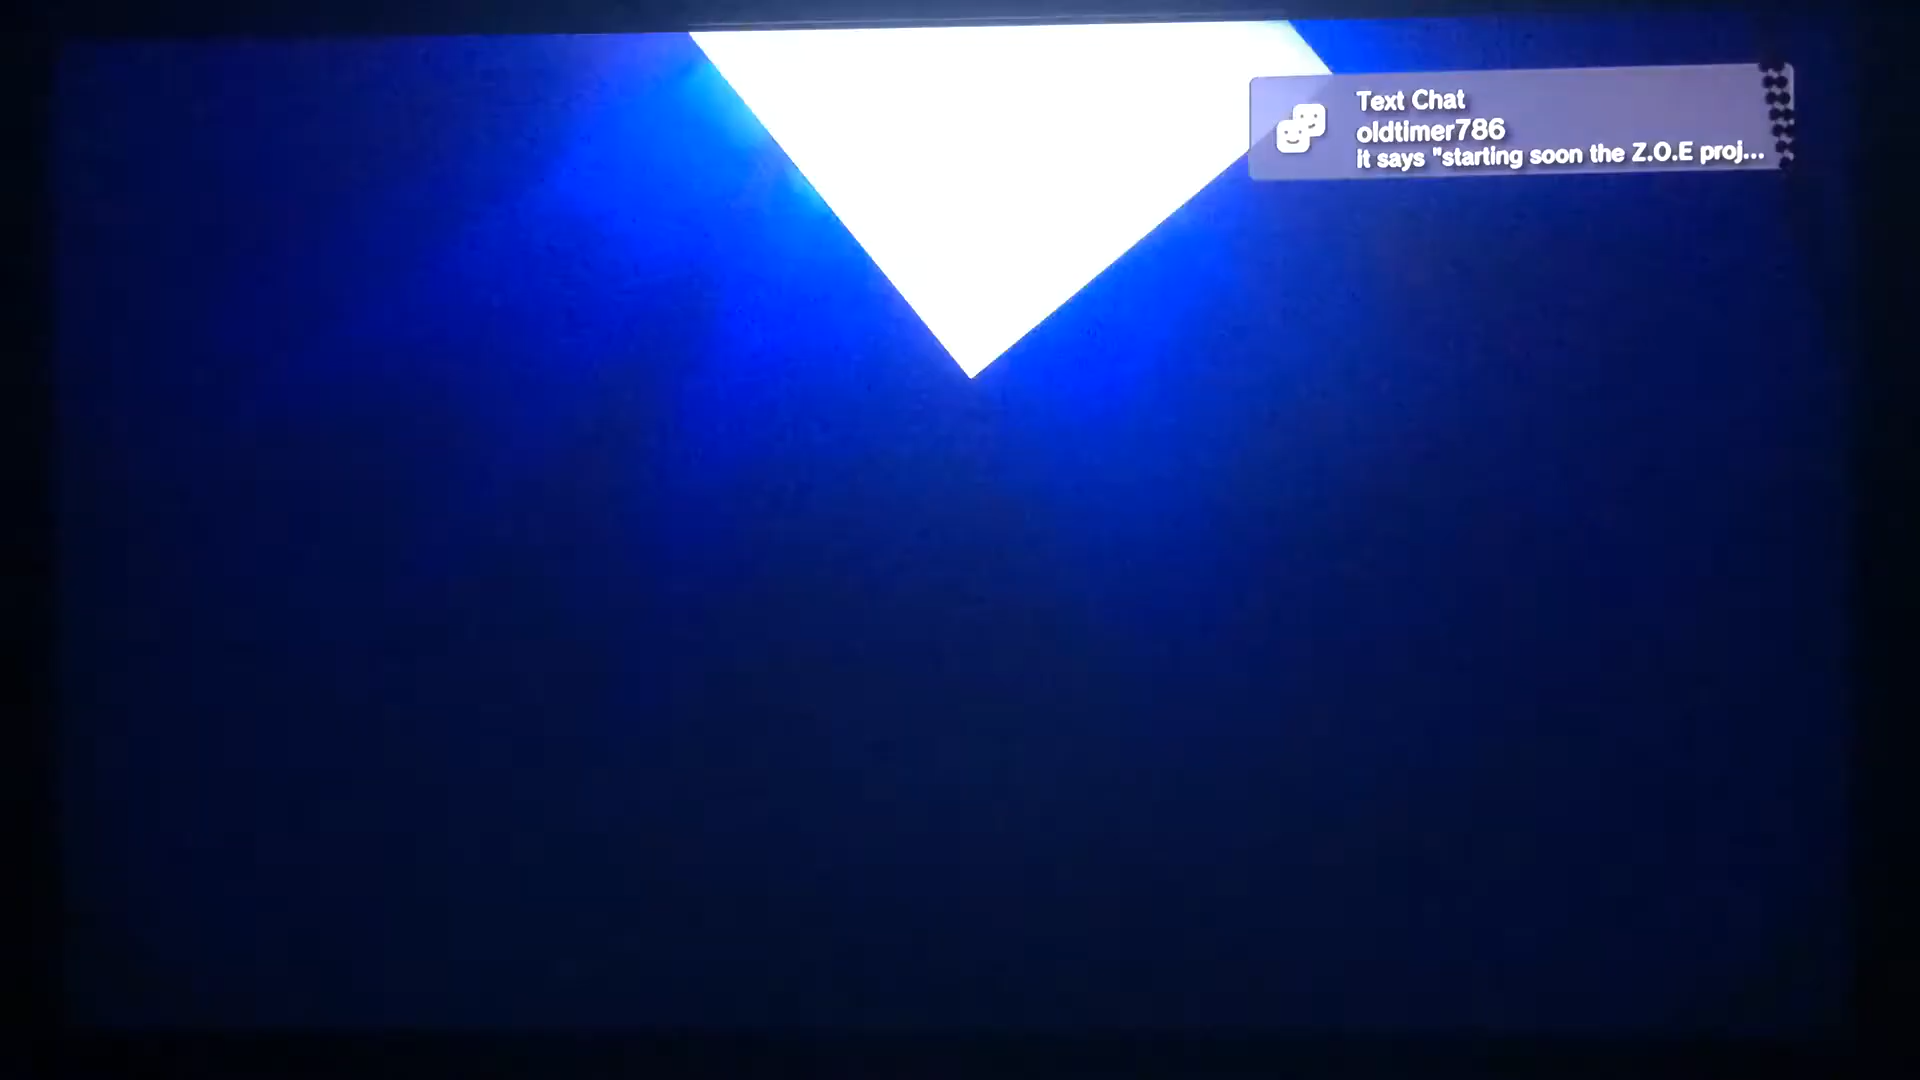 Text Chat
oldtimer786
it says "starting soon the Z.O.E proj...